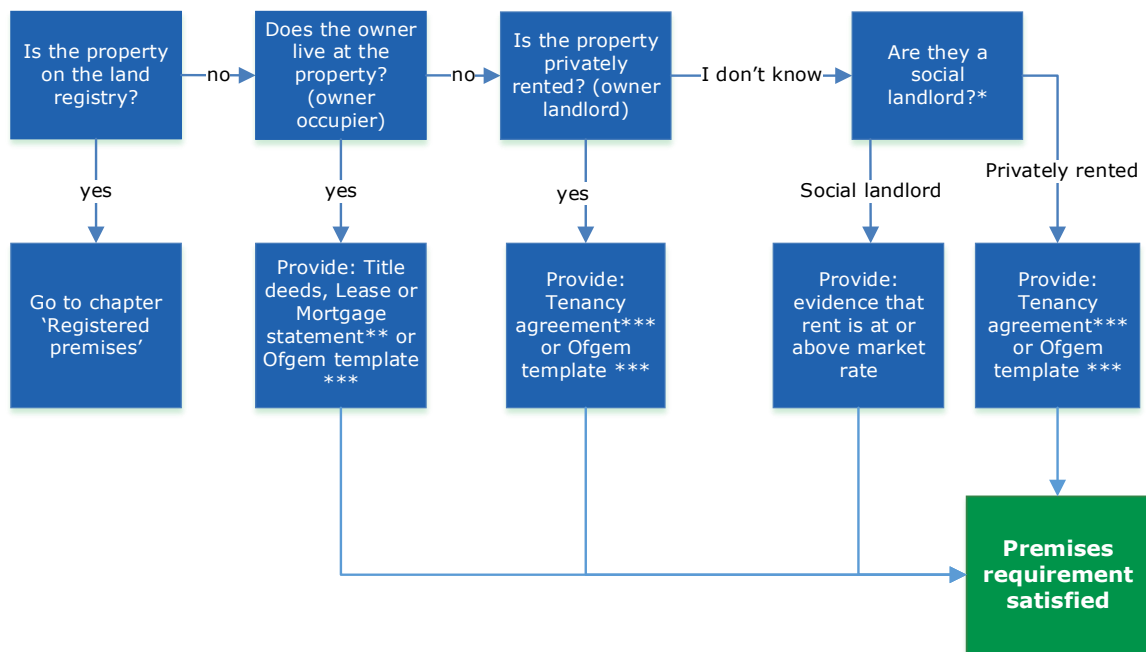 Is the property
on the land
registry?
no
Does the owner
live at the
property?
(owner
occupier)
no
Is the property
privately
rented? (owner
landlord)
I don't know
Are they a
social
landlord?*
yes
yes
yes
Social landlord
Privately rented
Go to chapter
'Registered
premises'
Provide: Title
deeds, Lease or
Mortgage
statement** or
Ofgem template
***
Provide:
Tenancy
agreement***
or Ofgem
template ***
Provide:
evidence that
rent is at or
above market
rate
Provide:
Tenancy
agreement***
or Ofgem
template ***
Premises
requirement
satisfied